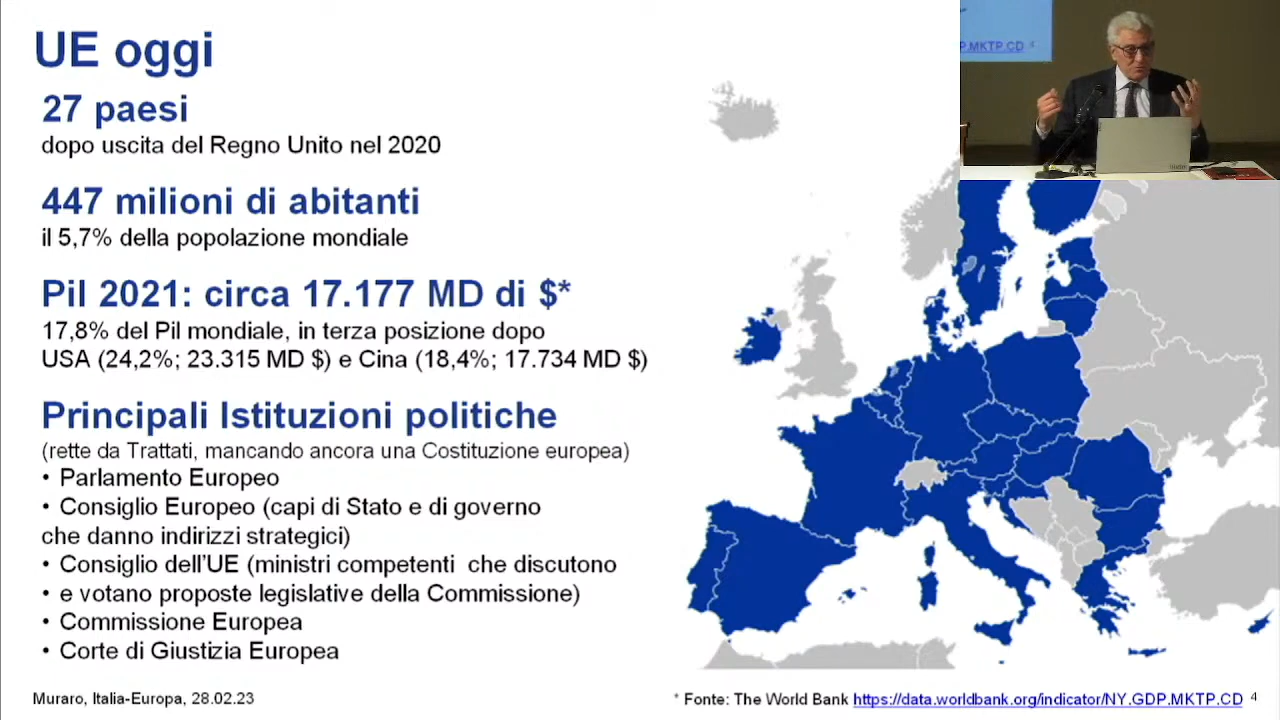 UE oggi
27 paesi
dopo uscita del Regno Unito nel 2020
447 milioni di abitanti
il 5,7% della popolazione mondiale
Pil 2021: circa 17.177 MD di $*
17,8% del Pil mondiale, in terza posizione dopo
USA (24,2%; 23.315 MD $) e Cina (18,4%; 17.734 MD $)
Principali Istituzioni politiche
(rette da Trattati, mancando ancora una Costituzione europea)
• Parlamento Europeo
• Consiglio Europeo (capi di Stato e di governo
che danno indirizzi strategici)
• Consiglio dell'UE (ministri competenti che discutono
• e votano proposte legislative della Commissione)
• Commissione Europea
• Corte di Giustizia Europea
Muraro, Italia-Europa, 28.02.23
* Fonte: The World Bank https://data.worldbank.org/indicator/NY.GDP.MKTP.CD 4
P.MKTP.CD 4